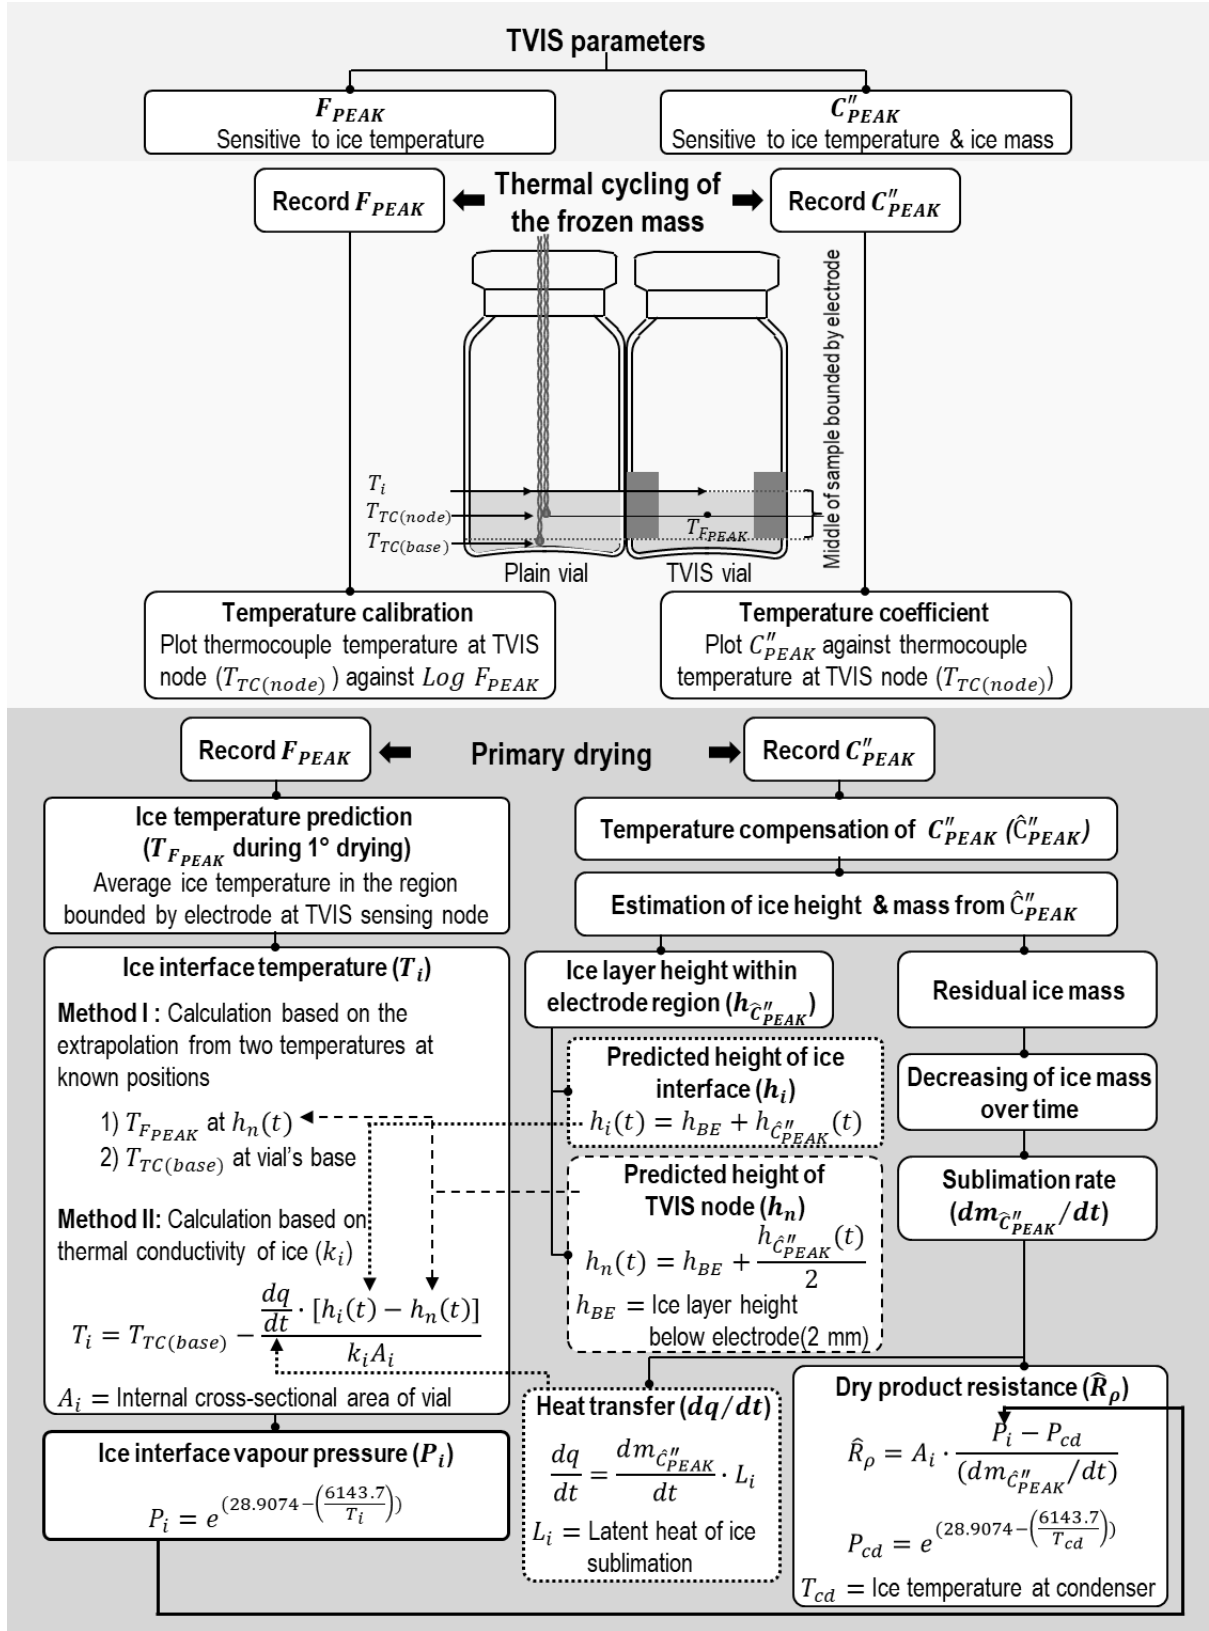 TVIS parameters
F_PEAK
Sensitive to ice temperature
C″_PEAK
Sensitive to ice temperature & ice mass
Record F_PEAK
Thermal cycling of
the frozen mass
Record C″_PEAK
Middle of sample bounded by electrode
T_i
T_TC(node)
T_TC(base)
T_F_PEAK
Plain vial
TVIS vial
Temperature calibration
Plot thermocouple temperature at TVIS
node (T_TC(node)) against Log F_PEAK
Temperature coefficient
Plot C″_PEAK against thermocouple
temperature at TVIS node (T_TC(node))
Record F_PEAK
Primary drying
Record C″_PEAK
Ice temperature prediction
(T_F_PEAK during 1° drying)
Average ice temperature in the region
bounded by electrode at TVIS sensing node
Temperature compensation of C″_PEAK (Ĉ″_PEAK)
Estimation of ice height & mass from Ĉ″_PEAK
Ice interface temperature (T_i)
Method I : Calculation based on the
extrapolation from two temperatures at
known positions
1) T_F_PEAK at h_n(t)
2) T_TC(base) at vial's base
Method II: Calculation based on
thermal conductivity of ice (k_i)
T_i = T_TC(base) − dq/dt · [h_i(t) − h_n(t)] / k_i A_i
A_i = Internal cross-sectional area of vial
Ice layer height within
electrode region (h_Ĉ″_PEAK)
Predicted height of ice
interface (h_i)
h_i(t) = h_BE + h_Ĉ″_PEAK(t)
Predicted height of
TVIS node (h_n)
h_n(t) = h_BE + h_Ĉ″_PEAK(t) / 2
h_BE = Ice layer height
below electrode(2 mm)
Residual ice mass
Decreasing of ice mass
over time
Sublimation rate
(dm_Ĉ″_PEAK/dt)
Ice interface vapour pressure (P_i)
P_i = e^(28.9074−(6143.7/T_i))
Heat transfer (dq/dt)
dq/dt = dm_Ĉ″_PEAK/dt · L_i
L_i = Latent heat of ice
sublimation
Dry product resistance (R̂_ρ)
R̂_ρ = A_i · P_i − P_cd / (dm_Ĉ″_PEAK/dt)
P_cd = e^(28.9074−(6143.7/T_cd))
T_cd = Ice temperature at condenser